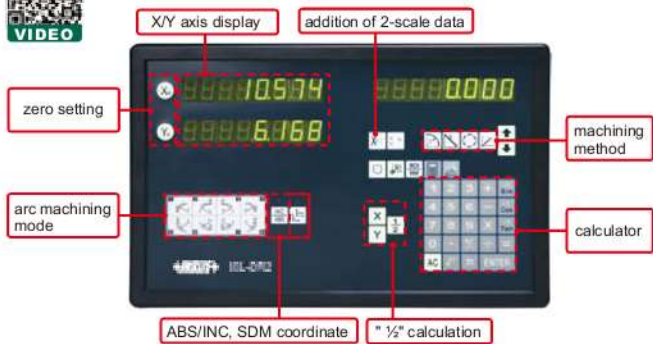 VIDEO
X/Y axis display
addition of 2-scale data
10.574
0.000
zero setting
6.168
machining
method
arc machining
mode
X
Y
AC
ENTER
calculator
ABS/INC, SDM coordinate
" ½" calculation